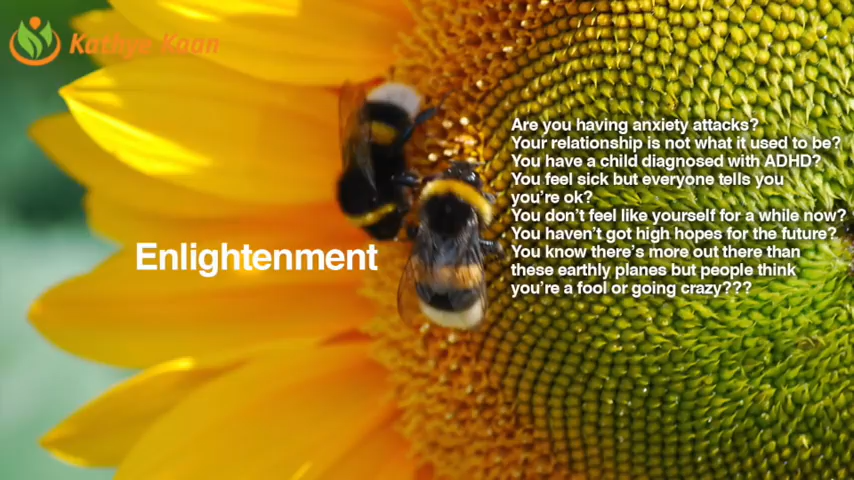 Kathye Kaan
Enlightenment
Are you having anxiety attacks?
Your relationship is not what it used to be?
You have a child diagnosed with ADHD?
You feel sick but everyone tells you
you're ok?
You don't feel like yourself for a while now?
You haven't got high hopes for the future?
You know there's more out there than
these earthly planes but people think
you're a fool or going crazy???